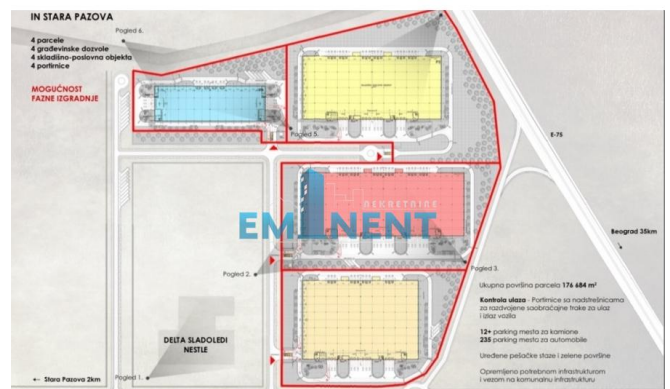 IN STARA PAZOVA
4 parcele
4 građevinske dozvole
4 skladišno-poslovna objekta
4 portirnice
MOGUĆNOST
FAZNE IZGRADNJE
Pogled 6.
Pogled 5.
E-75
Beograd 35km
NEKRETNINE
EMINENT
Pogled 2.
Pogled 3.
Ukupna površina parcela 176 684 m²
Kontrola ulaza - Portirnice sa nadstrešnicama
za razdvojene saobraćajne trake za ulaz
i izlaz vozila
12+ parking mesta za kamione
235 parking mesta za automobile
Uređene pešačke staze i zelene površine
Opremljeno potrebnom infrastrukturom
i vezom na komunalnu infrastrukturu
DELTA SLADOLEDI
NESTLE
Pogled 1.
← Stara Pazova 2km